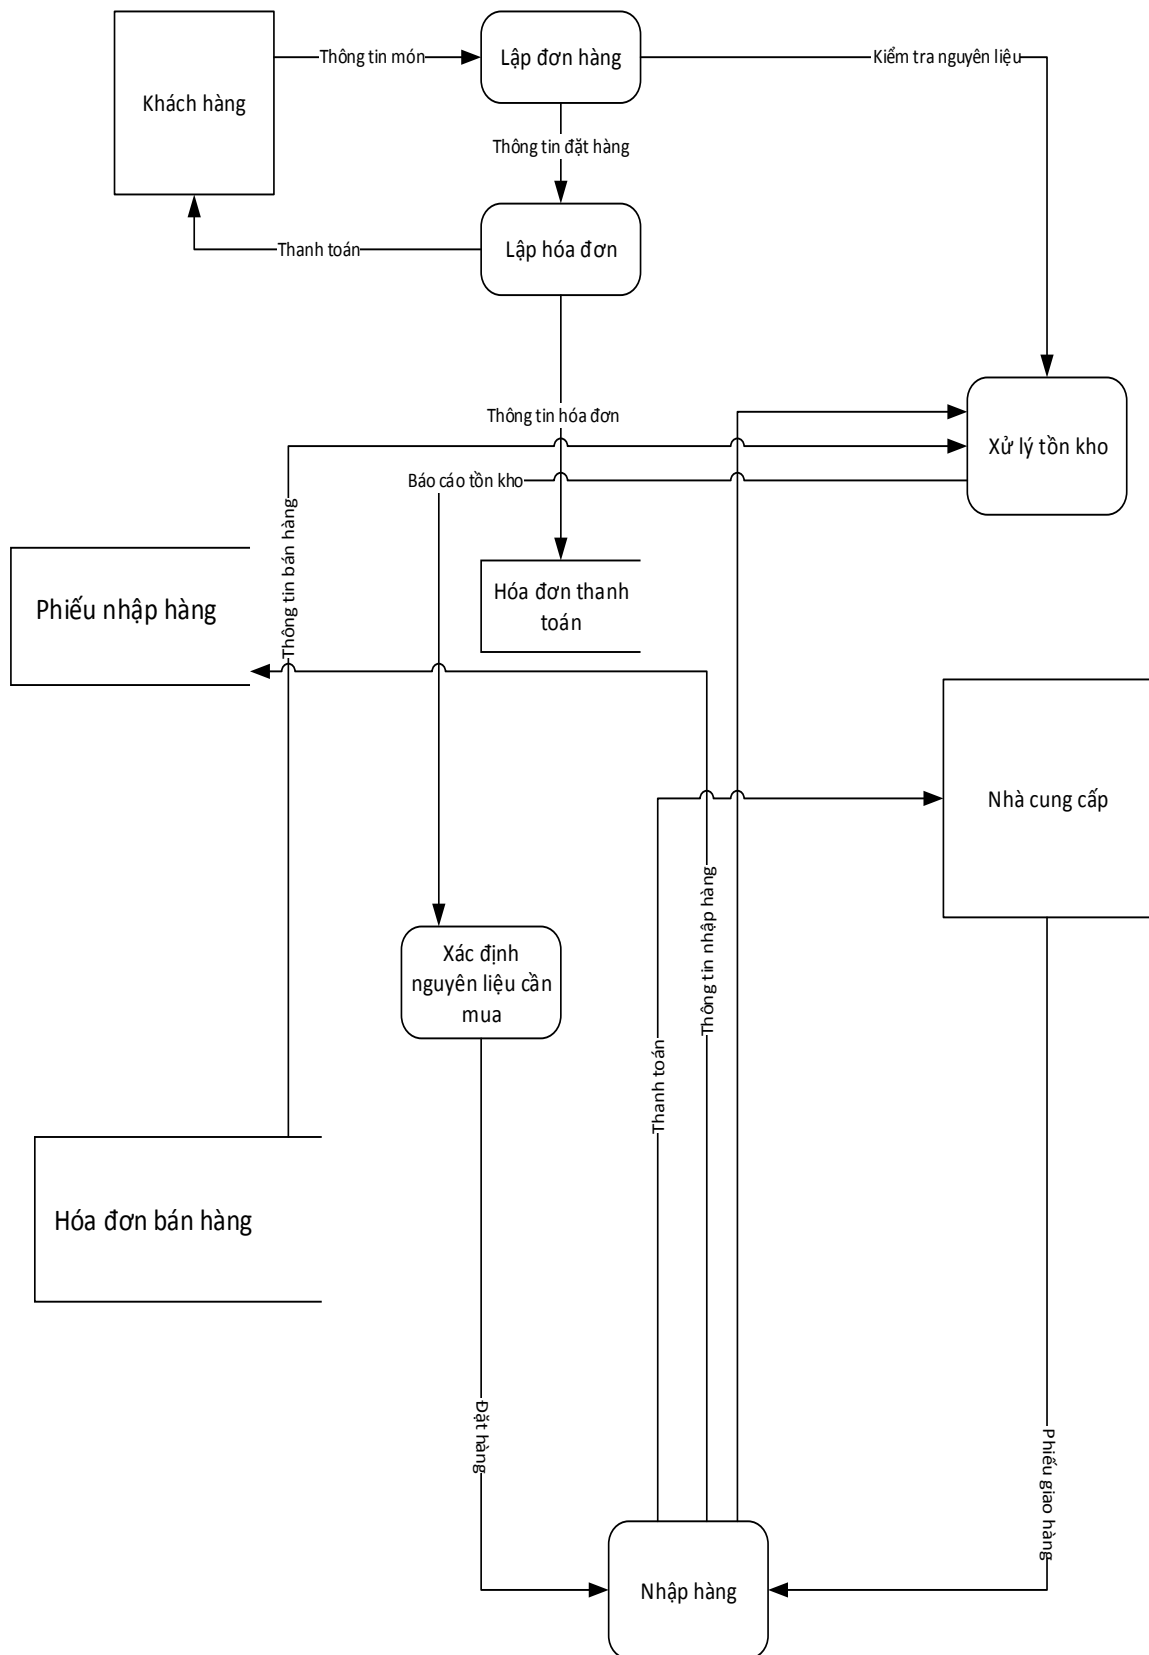 Thông tin món
Lập đơn hàng
Kiểm tra nguyên liệu
Khách hàng
Thông tin đặt hàng
Thanh toán
Lập hóa đơn
Thông tin hóa đơn
Xử lý tồn kho
Báo cáo tồn kho
Thông tin bán hàng
Phiếu nhập hàng
Hóa đơn thanh
toán
Nhà cung cấp
Thông tin nhập hàng
Xác định
nguyên liệu cần
mua
Thanh toán
Hóa đơn bán hàng
Đặt hàng
Phiếu giao hàng
Nhập hàng